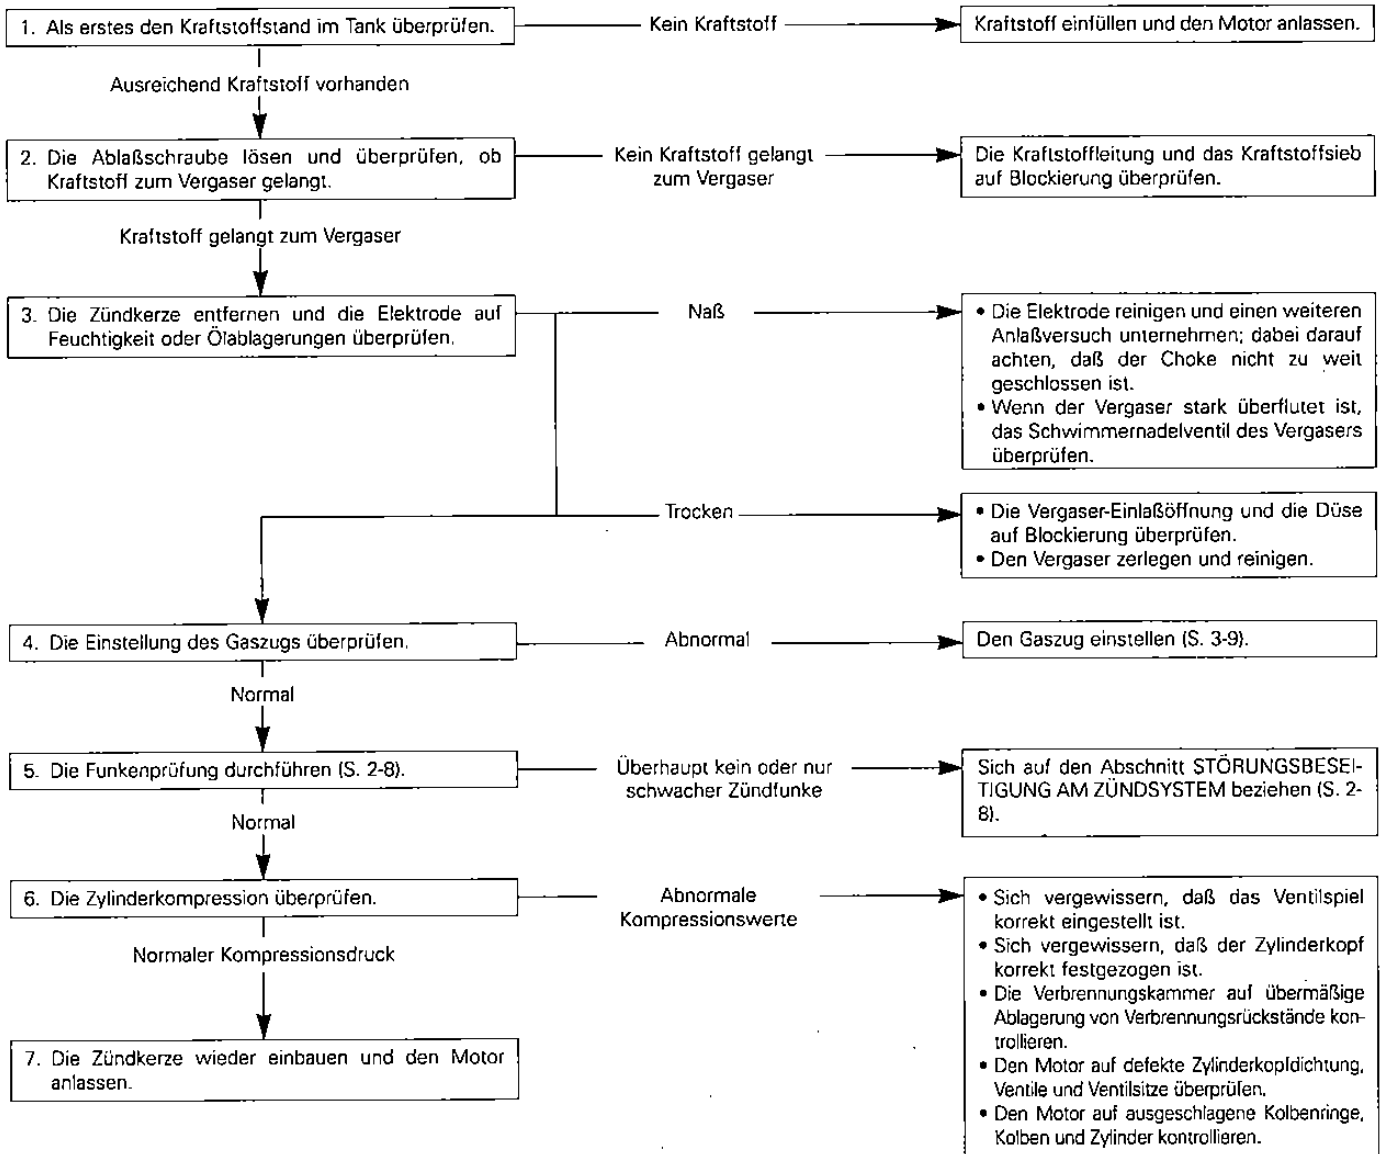 1. Als erstes den Kraftstoffstand im Tank überprüfen.
Kein Kraftstoff
Kraftstoff einfüllen und den Motor anlassen.
Ausreichend Kraftstoff vorhanden
2. Die Ablaßschraube lösen und überprüfen, ob
Kraftstoff zum Vergaser gelangt.
Kein Kraftstoff gelangt
zum Vergaser
Die Kraftstoffleitung und das Kraftstoffsieb
auf Blockierung überprüfen.
Kraftstoff gelangt zum Vergaser
3. Die Zündkerze entfernen und die Elektrode auf
Feuchtigkeit oder Ölablagerungen überprüfen.
Naß
• Die Elektrode reinigen und einen weiteren
Anlaßversuch unternehmen; dabei darauf
achten, daß der Choke nicht zu weit
geschlossen ist.
• Wenn der Vergaser stark überflutet ist,
das Schwimmernadelventil des Vergasers
überprüfen.
Trocken
• Die Vergaser-Einlaßöffnung und die Düse
auf Blockierung überprüfen.
• Den Vergaser zerlegen und reinigen.
4. Die Einstellung des Gaszugs überprüfen.
Abnormal
Den Gaszug einstellen (S. 3-9).
Normal
5. Die Funkenprüfung durchführen (S. 2-8).
Überhaupt kein oder nur
schwacher Zündfunke
Sich auf den Abschnitt STÖRUNGSBESEI-
TIGUNG AM ZÜNDSYSTEM beziehen (S. 2-
8).
Normal
6. Die Zylinderkompression überprüfen.
Abnormale
Kompressionswerte
• Sich vergewissern, daß das Ventilspiel
korrekt eingestellt ist.
• Sich vergewissern, daß der Zylinderkopf
korrekt festgezogen ist.
• Die Verbrennungskammer auf übermäßige
Ablagerung von Verbrennungsrückstände kon-
trollieren.
• Den Motor auf defekte Zylinderkopfdichtung,
Ventile und Ventilsitze überprüfen.
• Den Motor auf ausgeschlagene Kolbenringe,
Kolben und Zylinder kontrollieren.
Normaler Kompressionsdruck
7. Die Zündkerze wieder einbauen und den Motor
anlassen.